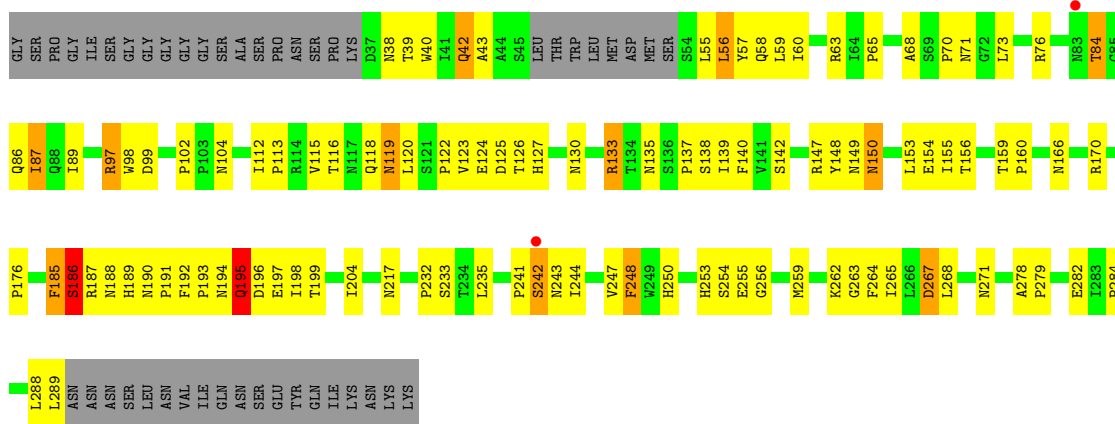 GLY SER PRO GLY ILE SER GLY GLY GLY GLY GLY SER ALA SER PRO ASN SER PRO LYS D37 N38 T39 W40 I41 Q42 A43 A44 S45 LEU THR TRP LEU MET ASP MET SER S54 L55 L56 Y57 Q58 L59 I60 R63 I64 P65 A68 S69 P70 N71 G72 L73 R76 N83 T84 G85
Q86 I87 Q88 I89 R97 W98 D99 P102 P103 N104 I112 P113 R114 V115 T116 N117 Q118 N119 L120 S121 P122 V123 E124 D125 T126 H127 N130 R133 T134 N135 S136 P137 S138 I139 F140 V141 S142 R147 Y148 N149 N150 L153 E154 I155 T156 T159 P160 N166 R170
P176 F185 S186 R187 N188 H189 N190 P191 F192 P193 N194 Q195 D196 E197 I198 T199 I204 N217 P232 S233 T234 L235 P241 S242 N243 I244 V247 F248 W249 H250 H253 S254 E255 G256 M259 K262 G263 F264 I265 L266 D267 L268 N271 A278 P279 E282 I283
L288 L289 ASN ASN ASN SER LEU ASN VAL ILE GLN ASN SER GLU TYR GLN ILE LYS ASN LYS LYS